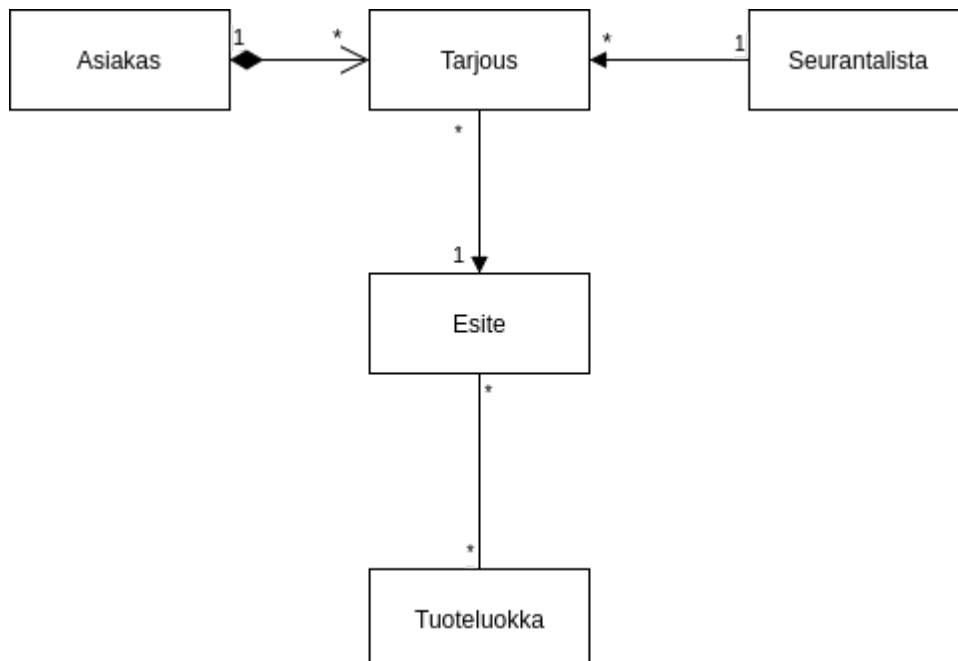 1 * * 1
Asiakas Tarjous Seurantalista
*
1
Esite
*
*
Tuoteluokka